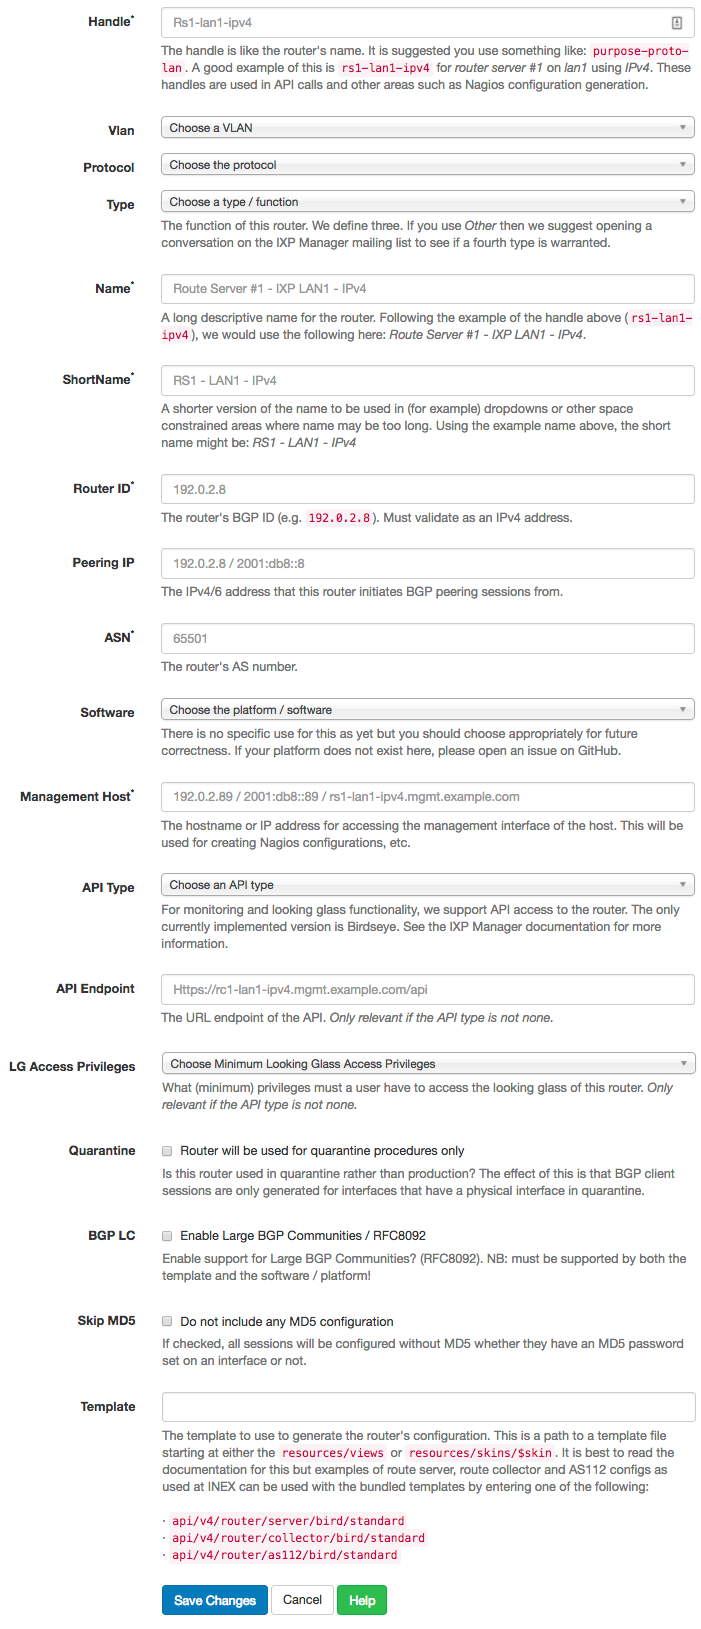 Handle*
Rs1-lan1-ipv4
The handle is like the router's name. It is suggested you use something like: purpose-proto-
lan. A good example of this is rs1-lan1-ipv4 for router server #1 on lan1 using IPv4. These
handles are used in API calls and other areas such as Nagios configuration generation.
Vlan
Choose a VLAN
Protocol
Choose the protocol
Type
Choose a type / function
The function of this router. We define three. If you use Other then we suggest opening a
conversation on the IXP Manager mailing list to see if a fourth type is warranted.
Name*
Route Server #1 - IXP LAN1 - IPv4
A long descriptive name for the router. Following the example of the handle above ( rs1-lan1-
ipv4 ), we would use the following here: Route Server #1 - IXP LAN1 - IPv4.
ShortName*
RS1 - LAN1 - IPv4
A shorter version of the name to be used in (for example) dropdowns or other space
constrained areas where name may be too long. Using the example name above, the short
name might be: RS1 - LAN1 - IPv4
Router ID*
192.0.2.8
The router's BGP ID (e.g. 192.0.2.8 ). Must validate as an IPv4 address.
Peering IP
192.0.2.8 / 2001:db8::8
The IPv4/6 address that this router initiates BGP peering sessions from.
ASN*
65501
The router's AS number.
Software
Choose the platform / software
There is no specific use for this as yet but you should choose appropriately for future
correctness. If your platform does not exist here, please open an issue on GitHub.
Management Host*
192.0.2.89 / 2001:db8::89 / rs1-lan1-ipv4.mgmt.example.com
The hostname or IP address for accessing the management interface of the host. This will be
used for creating Nagios configurations, etc.
API Type
Choose an API type
For monitoring and looking glass functionality, we support API access to the router. The only
currently implemented version is Birdseye. See the IXP Manager documentation for more
information.
API Endpoint
Https://rc1-lan1-ipv4.mgmt.example.com/api
The URL endpoint of the API. Only relevant if the API type is not none.
LG Access Privileges
Choose Minimum Looking Glass Access Privileges
What (minimum) privileges must a user have to access the looking glass of this router. Only
relevant if the API type is not none.
Quarantine
Router will be used for quarantine procedures only
Is this router used in quarantine rather than production? The effect of this is that BGP client
sessions are only generated for interfaces that have a physical interface in quarantine.
BGP LC
Enable Large BGP Communities / RFC8092
Enable support for Large BGP Communities? (RFC8092). NB: must be supported by both the
template and the software / platform!
Skip MD5
Do not include any MD5 configuration
If checked, all sessions will be configured without MD5 whether they have an MD5 password
set on an interface or not.
Template
The template to use to generate the router's configuration. This is a path to a template file
starting at either the resources/views or resources/skins/$skin. It is best to read the
documentation for this but examples of route server, route collector and AS112 configs as
used at INEX can be used with the bundled templates by entering one of the following:
· api/v4/router/server/bird/standard
· api/v4/router/collector/bird/standard
· api/v4/router/as112/bird/standard
Save Changes Cancel Help